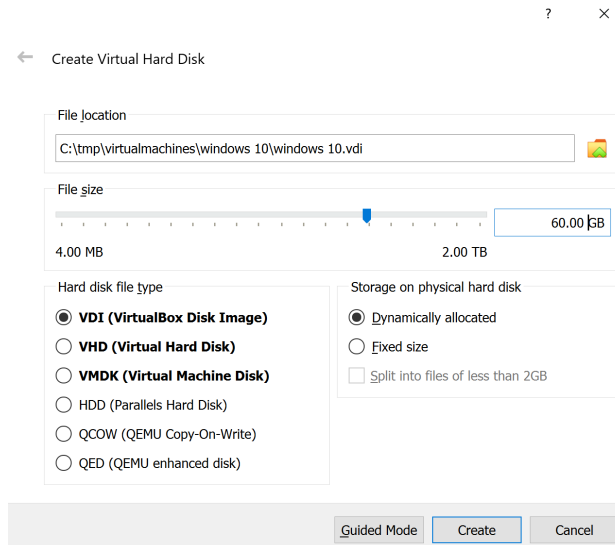 ?
Create Virtual Hard Disk
File location
C:\tmp\virtualmachines\windows 10\windows 10.vdi
File size
60.00 GB
4.00 MB 2.00 TB
Hard disk file type
Storage on physical hard disk
VDI (VirtualBox Disk Image)
VHD (Virtual Hard Disk)
VMDK (Virtual Machine Disk)
HDD (Parallels Hard Disk)
QCOW (QEMU Copy-On-Write)
QED (QEMU enhanced disk)
Dynamically allocated
Fixed size
Split into files of less than 2GB
Guided Mode Create Cancel